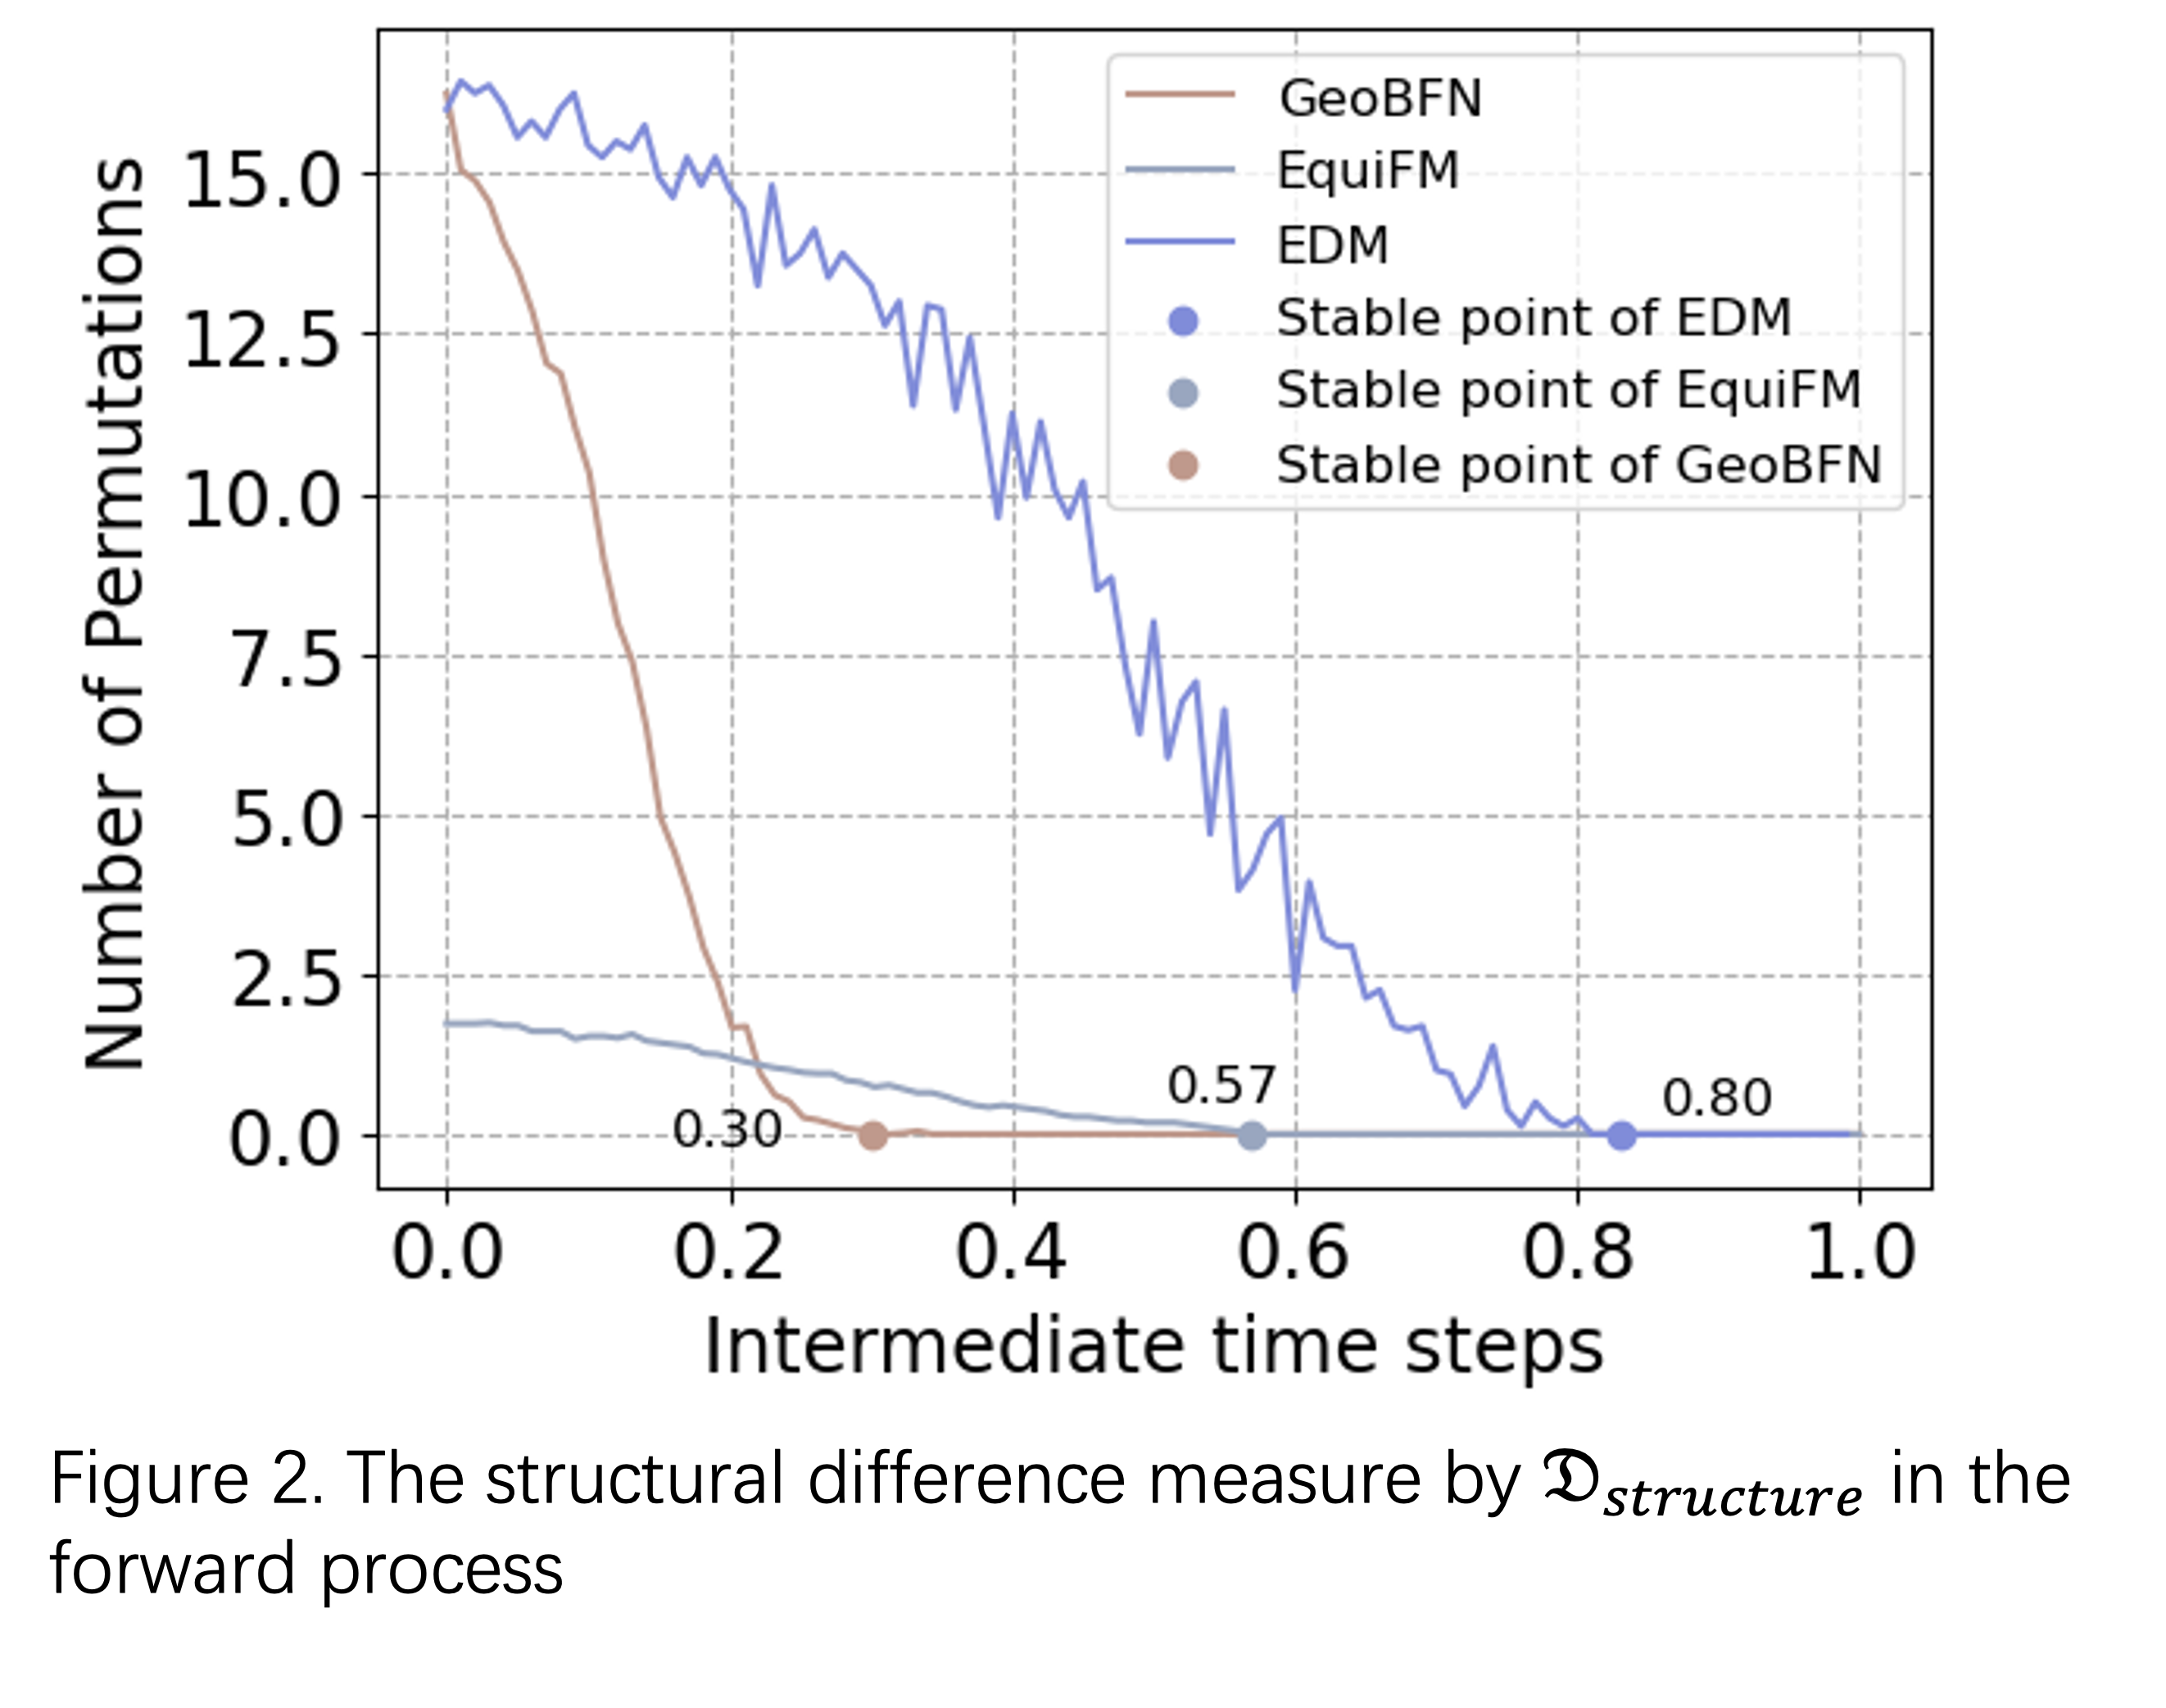 GeoBFN
EquiFM
EDM
Stable point of EDM
Stable point of EquiFM
Stable point of GeoBFN
Number of Permutations
15.0
12.5
10.0
7.5
5.0
2.5
0.0
0.30
0.57
0.80
0.0 0.2 0.4 0.6 0.8 1.0
Intermediate time steps
Figure 2. The structural difference measure by 𝕯structure in the
forward process